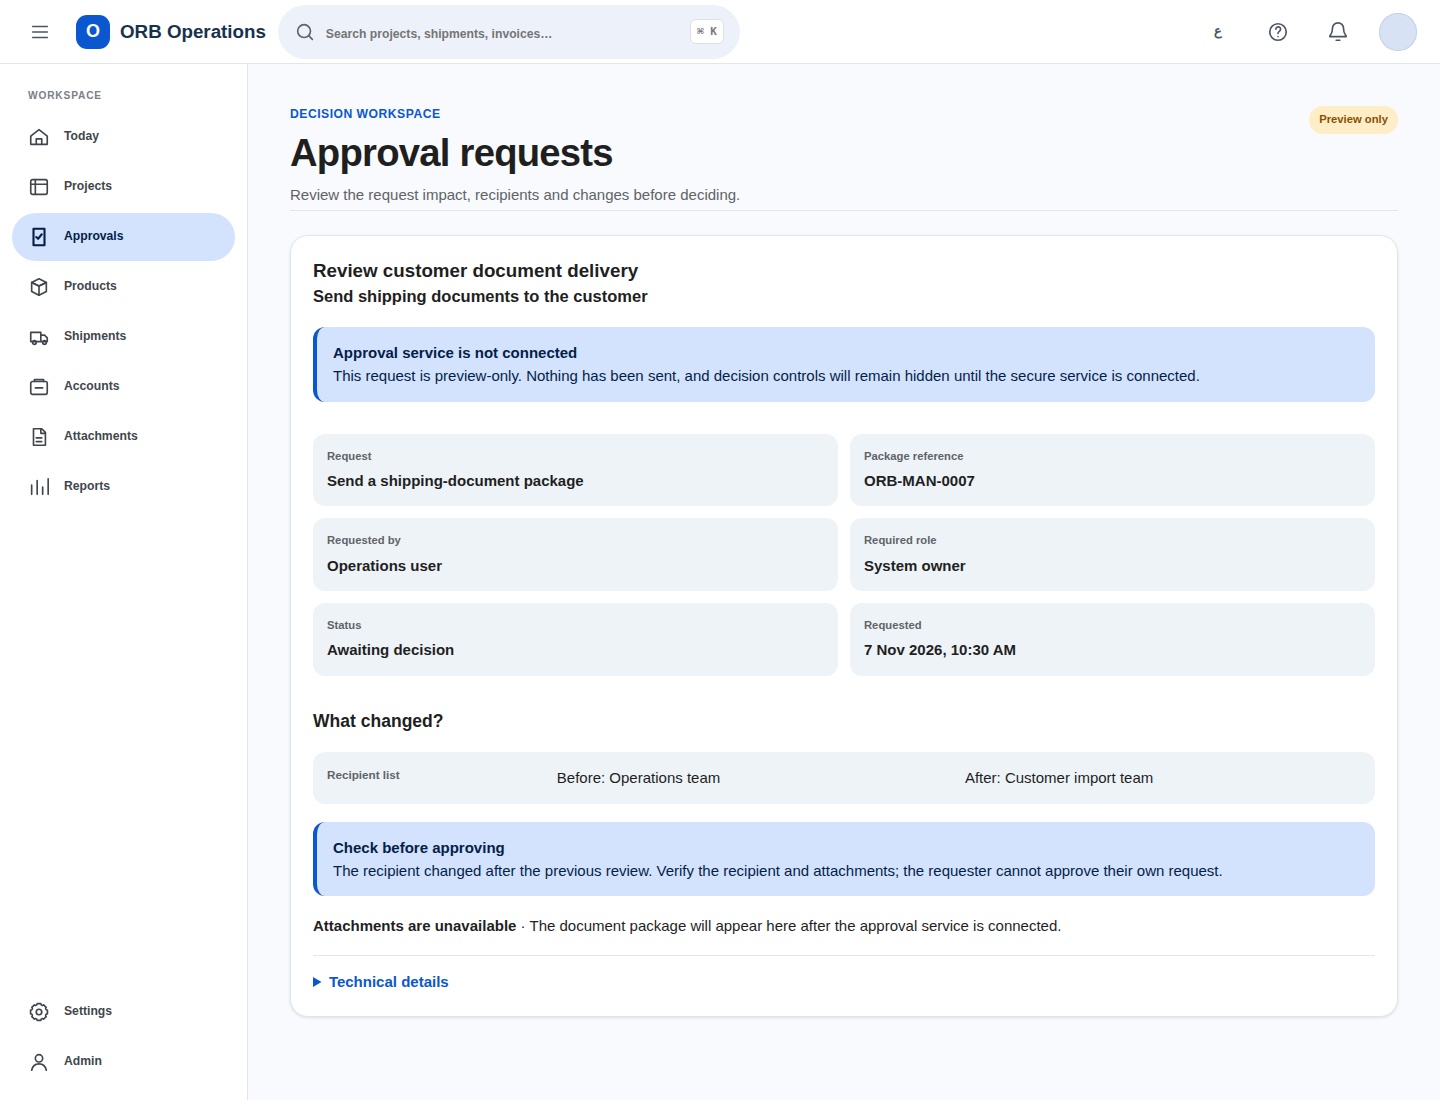 O
ORB Operations
Search projects, shipments, invoices…
⌘ K
ع
WORKSPACE
Today
Projects
Approvals
Products
Shipments
Accounts
Attachments
Reports
Settings
Admin
DECISION WORKSPACE
Preview only
Approval requests
Review the request impact, recipients and changes before deciding.
Review customer document delivery
Send shipping documents to the customer
Approval service is not connected
This request is preview-only. Nothing has been sent, and decision controls will remain hidden until the secure service is connected.
Request
Send a shipping-document package
Package reference
ORB-MAN-0007
Requested by
Operations user
Required role
System owner
Status
Awaiting decision
Requested
7 Nov 2026, 10:30 AM
What changed?
Recipient list
Before: Operations team
After: Customer import team
Check before approving
The recipient changed after the previous review. Verify the recipient and attachments; the requester cannot approve their own request.
Attachments are unavailable · The document package will appear here after the approval service is connected.
Technical details